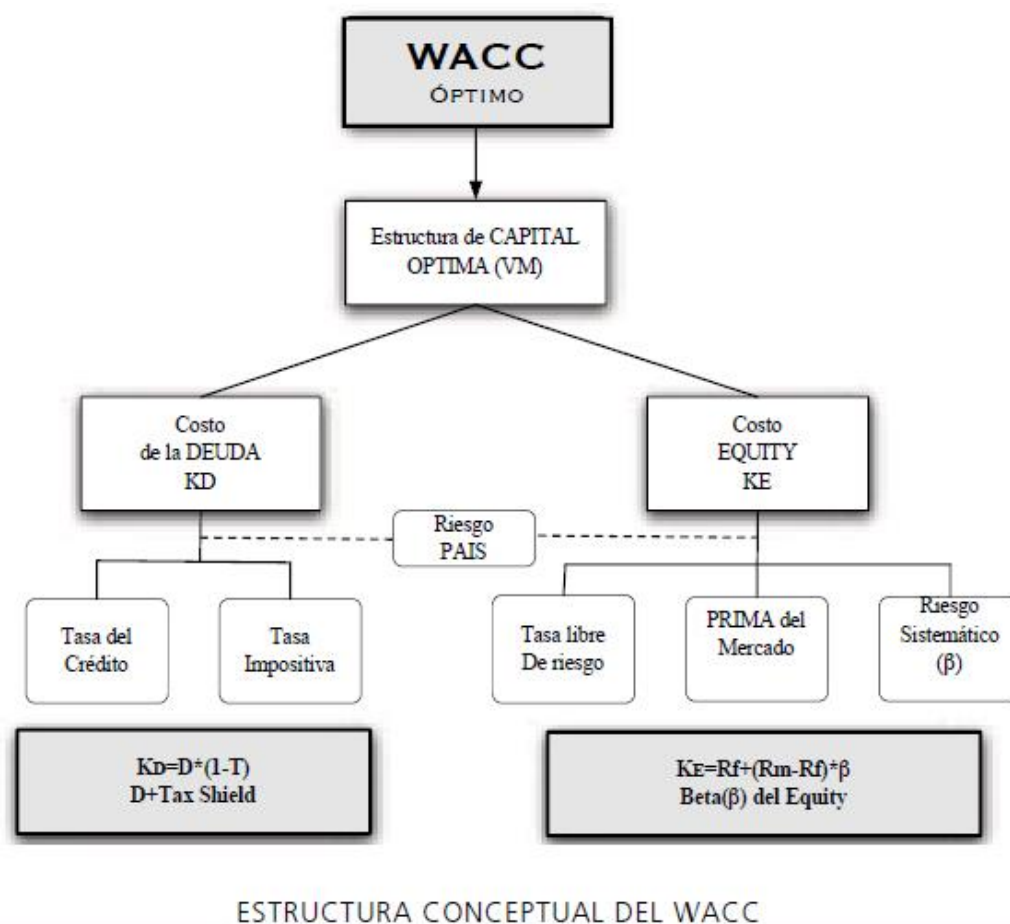 WACC
ÓPTIMO
Estructura de CAPITAL
OPTIMA (VM)
Costo
de la DEUDA
KD
Costo
EQUITY
KE
Riesgo
PAIS
Tasa del
Crédito
Tasa
Impositiva
Tasa libre
De riesgo
PRIMA del
Mercado
Riesgo
Sistemático
(β)
KD=D*(1-T)
D+Tax Shield
KE=Rf+(Rm-Rf)*β
Beta(β) del Equity
ESTRUCTURA CONCEPTUAL DEL WACC